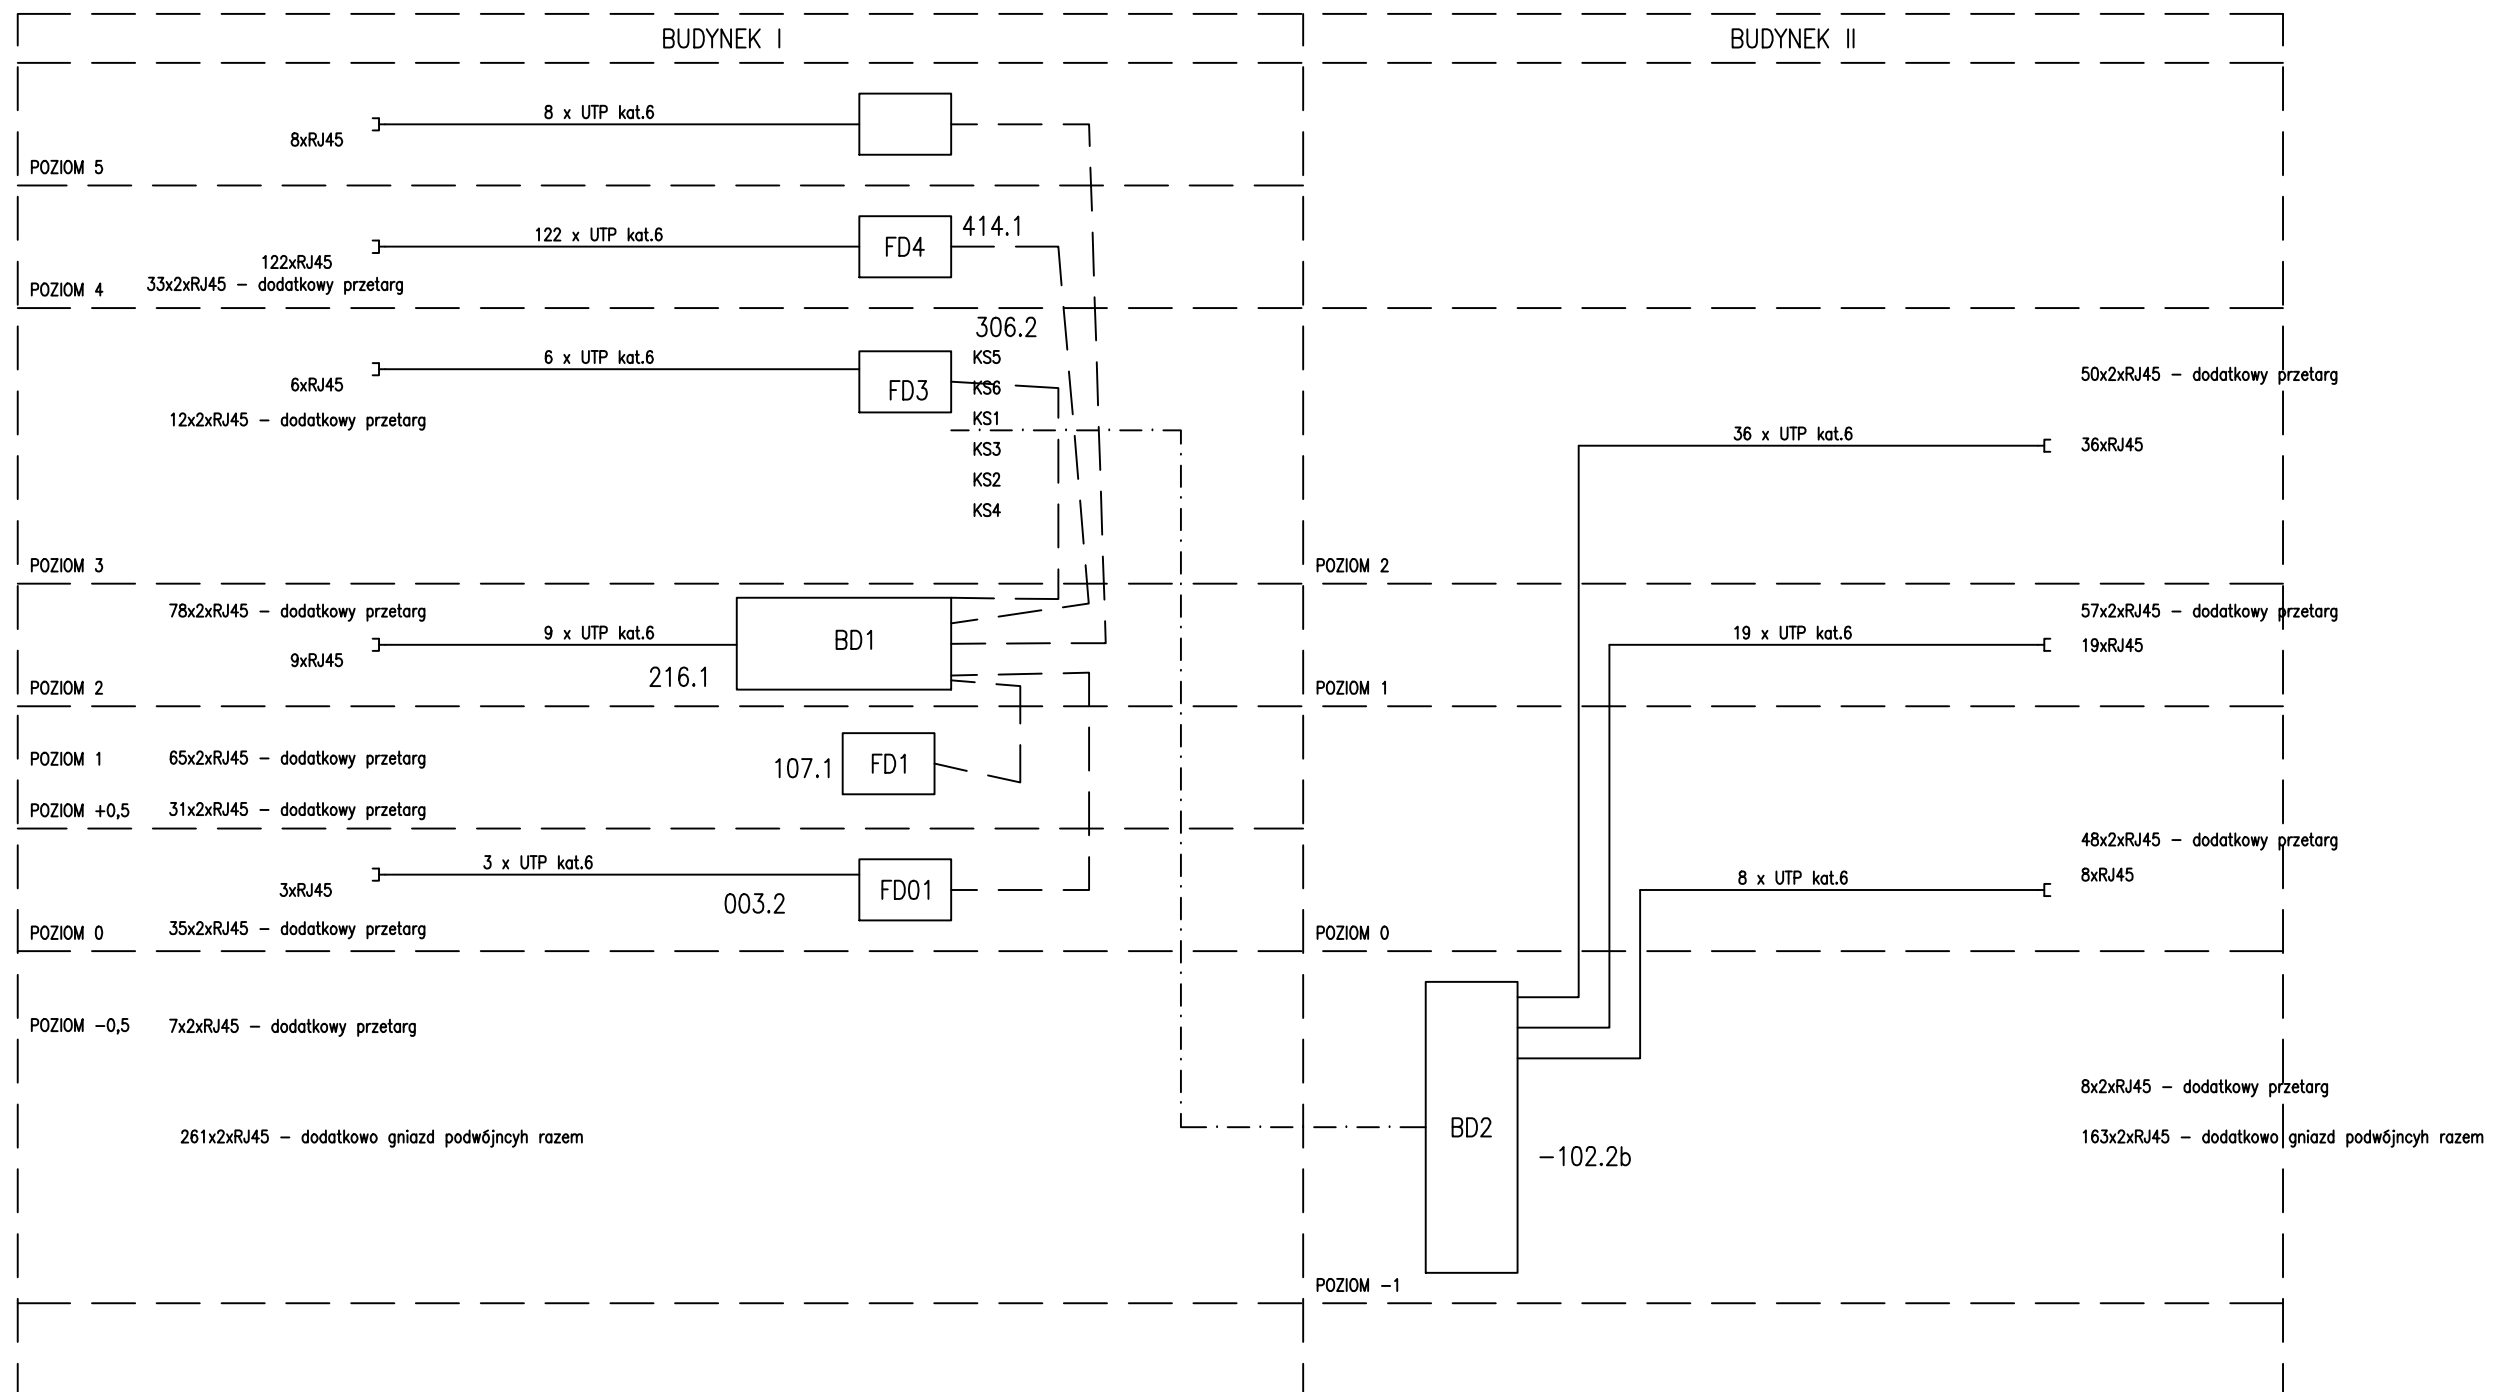 BUDYNEK I
BUDYNEK II
8 x UTP kat.6
8xRJ45
POZIOM 5
122 x UTP kat.6
414.1
FD4
122xRJ45
33x2xRJ45 - dodatkowy przetarg
POZIOM 4
306.2
6 x UTP kat.6
KS5
6xRJ45
FD3
KS6
12x2xRJ45 - dodatkowy przetarg
KS1
KS3
KS2
KS4
POZIOM 3
50x2xRJ45 - dodatkowy przetarg
36 x UTP kat.6
36xRJ45
POZIOM 2
78x2xRJ45 - dodatkowy przetarg
9 x UTP kat.6
BD1
9xRJ45
216.1
POZIOM 2
57x2xRJ45 - dodatkowy przetarg
19 x UTP kat.6
19xRJ45
POZIOM 1
POZIOM 1
65x2xRJ45 - dodatkowy przetarg
107.1
FD1
POZIOM +0,5
31x2xRJ45 - dodatkowy przetarg
3 x UTP kat.6
3xRJ45
003.2
FD01
POZIOM 0
35x2xRJ45 - dodatkowy przetarg
48x2xRJ45 - dodatkowy przetarg
8 x UTP kat.6
8xRJ45
POZIOM 0
POZIOM -0,5
7x2xRJ45 - dodatkowy przetarg
261x2xRJ45 - dodatkowo gniazd podwójncyh razem
BD2
-102.2b
8x2xRJ45 - dodatkowy przetarg
163x2xRJ45 - dodatkowo gniazd podwójncyh razem
POZIOM -1